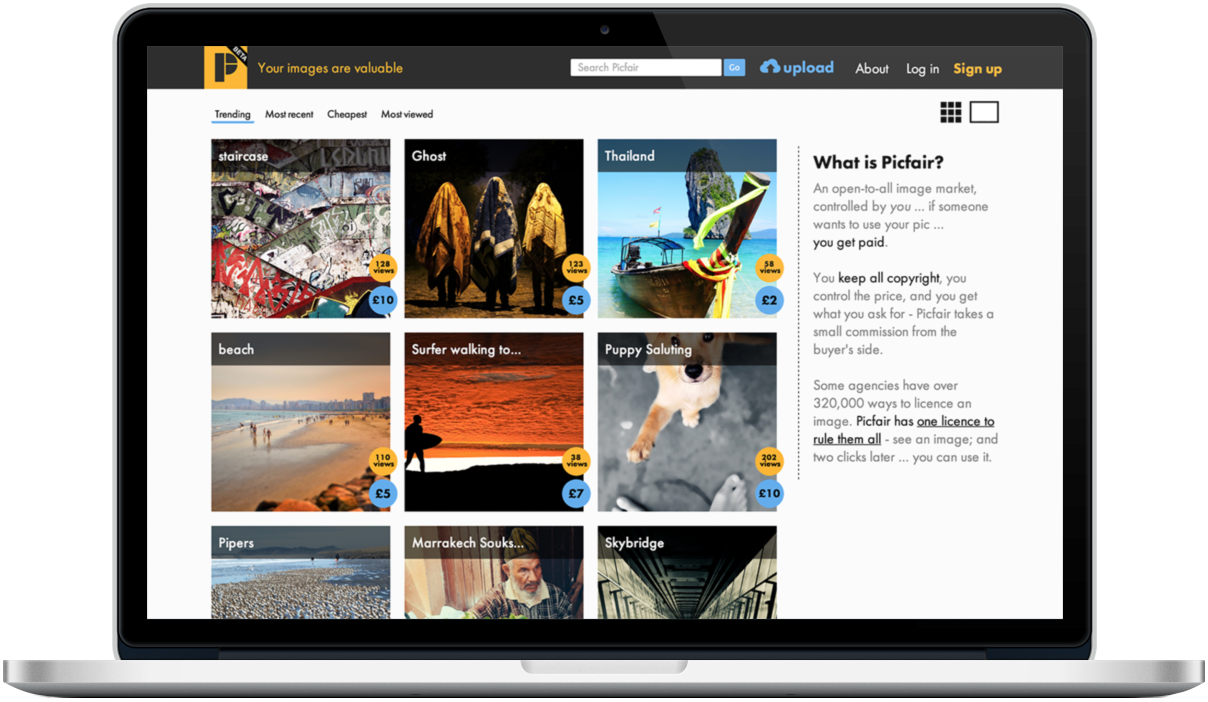 BETA
Your images are valuable
Search Picfair
Go
upload
About
Log in
Sign up
Trending
Most recent
Cheapest
Most viewed
staircase
128
views
£10
Ghost
123
views
£5
Thailand
58
views
£2
beach
110
views
£5
Surfer walking to...
38
views
£7
Puppy Saluting
202
views
£10
Pipers
Marrakech Souks...
Skybridge
What is Picfair?
An open-to-all image market,
controlled by you ... if someone
wants to use your pic ...
you get paid.
You keep all copyright, you
control the price, and you get
what you ask for - Picfair takes a
small commission from the
buyer's side.
Some agencies have over
320,000 ways to licence an
image. Picfair has one licence to
rule them all - see an image; and
two clicks later ... you can use it.